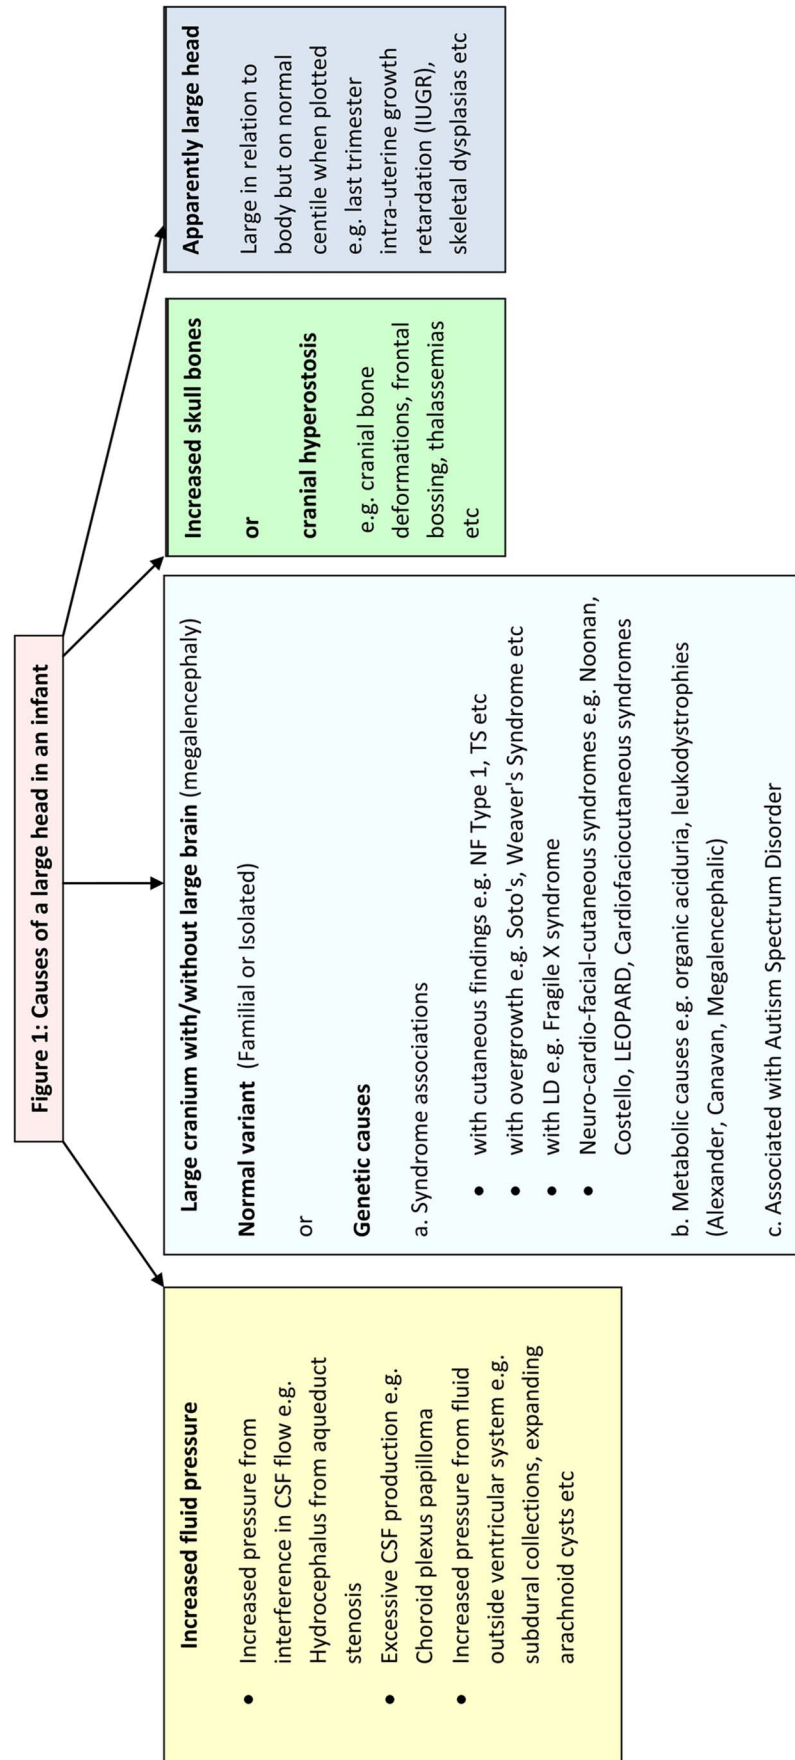 Figure 1: Causes of a large head in an infant
Increased fluid pressure
• Increased pressure from
interference in CSF flow e.g.
Hydrocephalus from aqueduct
stenosis
• Excessive CSF production e.g.
Choroid plexus papilloma
• Increased pressure from fluid
outside ventricular system e.g.
subdural collections, expanding
arachnoid cysts etc
Large cranium with/without large brain (megalencephaly)
Normal variant (Familial or Isolated)
or
Genetic causes
a. Syndrome associations
• with cutaneous findings e.g. NF Type 1, TS etc
• with overgrowth e.g. Soto's, Weaver's Syndrome etc
• with LD e.g. Fragile X syndrome
• Neuro-cardio-facial-cutaneous syndromes e.g. Noonan,
Costello, LEOPARD, Cardiofaciocutaneous syndromes
b. Metabolic causes e.g. organic aciduria, leukodystrophies
(Alexander, Canavan, Megalencephalic)
c. Associated with Autism Spectrum Disorder
Increased skull bones
or
cranial hyperostosis
e.g. cranial bone
deformations, frontal
bossing, thalassemias
etc
Apparently large head
Large in relation to
body but on normal
centile when plotted
e.g. last trimester
intra-uterine growth
retardation (IUGR),
skeletal dysplasias etc